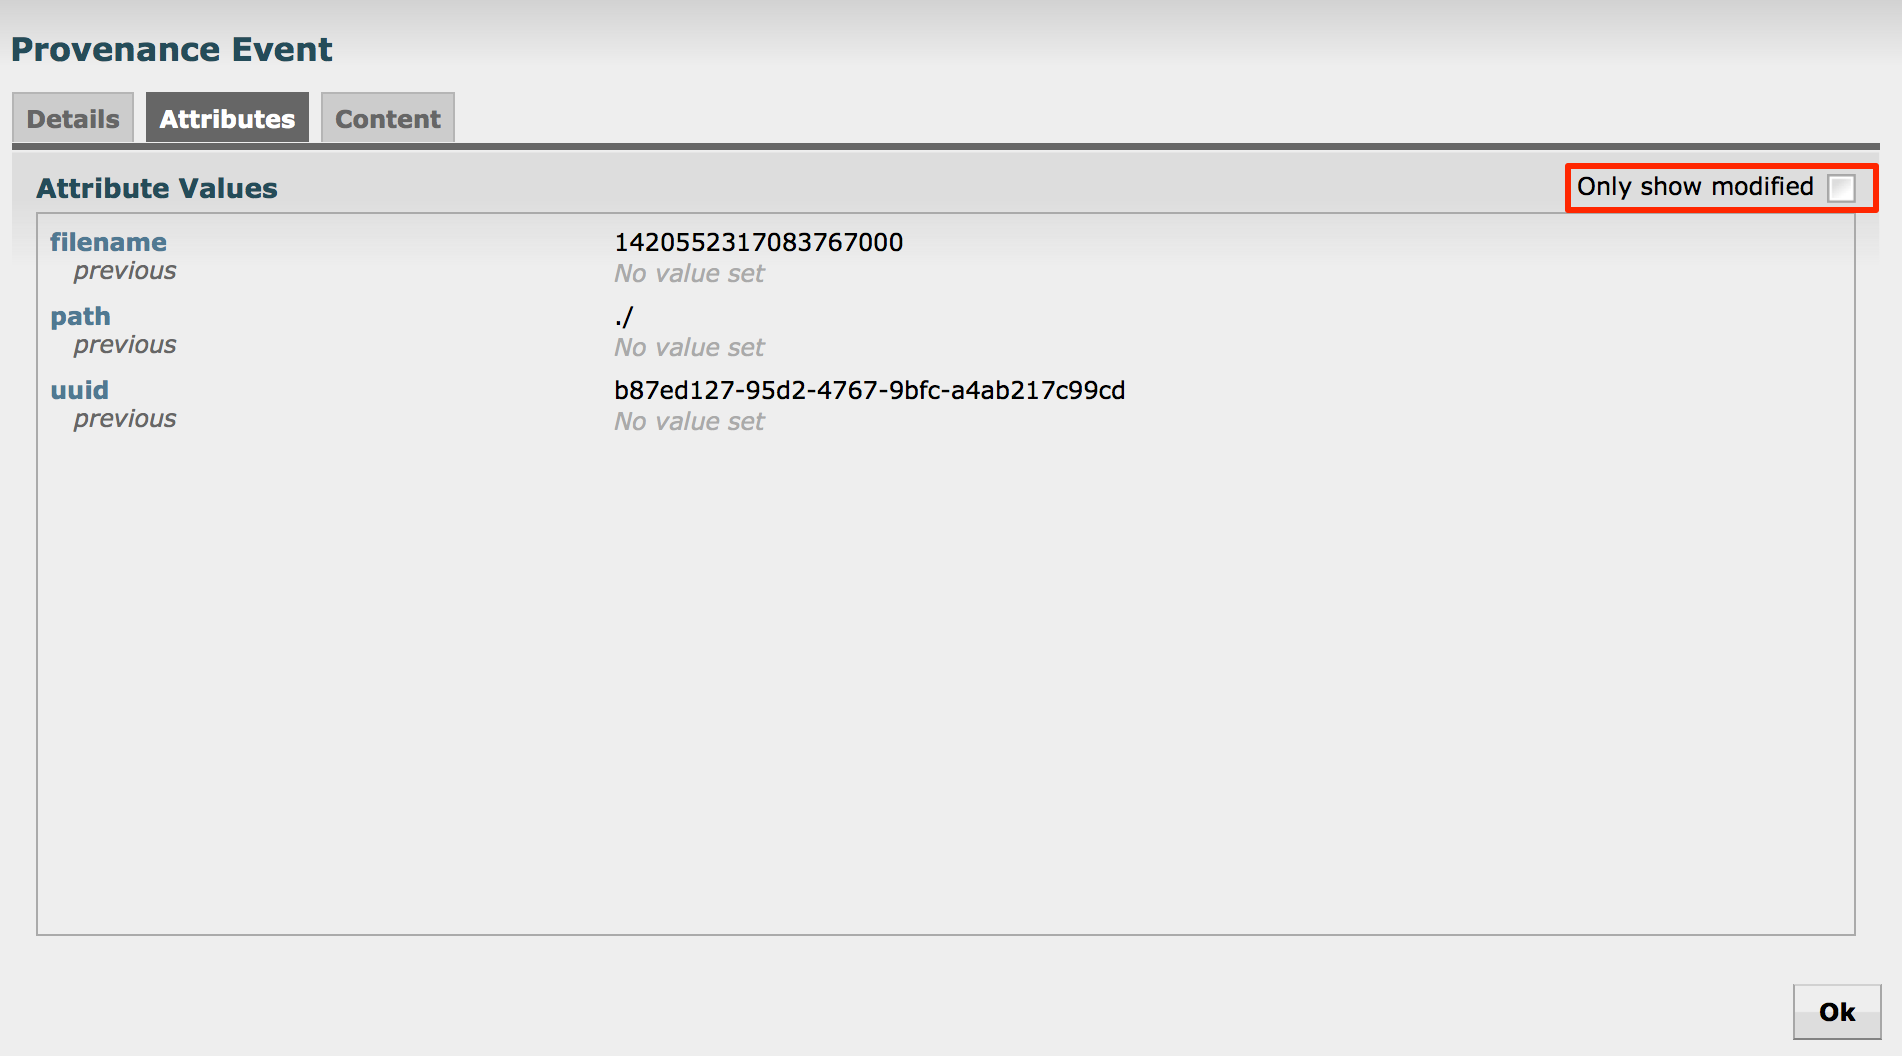 Provenance Event
Details Attributes Content
Attribute Values Only show modified
filename 1420552317083767000
previous No value set
path ./
previous No value set
uuid b87ed127-95d2-4767-9bfc-a4ab217c99cd
previous No value set
Ok